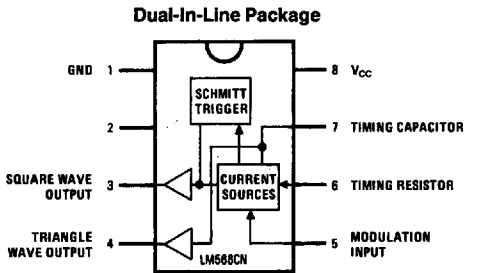 Dual-In-Line Package
GND 1
8 VCC
SCHMITT
TRIGGER
2
7 TIMING CAPACITOR
SQUARE WAVE
OUTPUT
3
CURRENT
SOURCES
6 TIMING RESISTOR
TRIANGLE
WAVE OUTPUT
4
5 MODULATION
INPUT
LM566CN